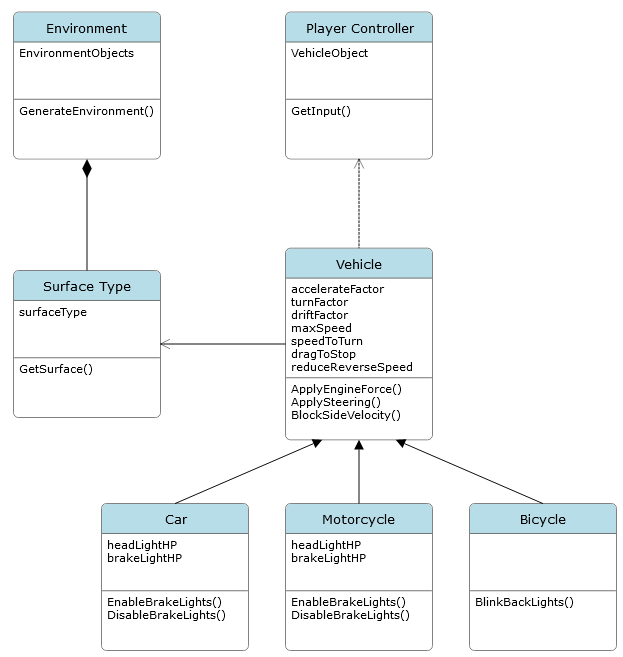 Environment
EnvironmentObjects
GenerateEnvironment()
Player Controller
VehicleObject
GetInput()
Surface Type
surfaceType
GetSurface()
Vehicle
accelerateFactor
turnFactor
driftFactor
maxSpeed
speedToTurn
dragToStop
reduceReverseSpeed
ApplyEngineForce()
ApplySteering()
BlockSideVelocity()
Car
headLightHP
brakeLightHP
EnableBrakeLights()
DisableBrakeLights()
Motorcycle
headLightHP
brakeLightHP
EnableBrakeLights()
DisableBrakeLights()
Bicycle
BlinkBackLights()